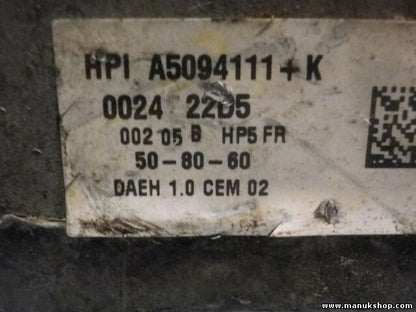 HPI A5094111+K
0024 22D5
002 05 B HP5 FR
50-80-60
DAEH 1.0 CEM 02
www.manukshop.com